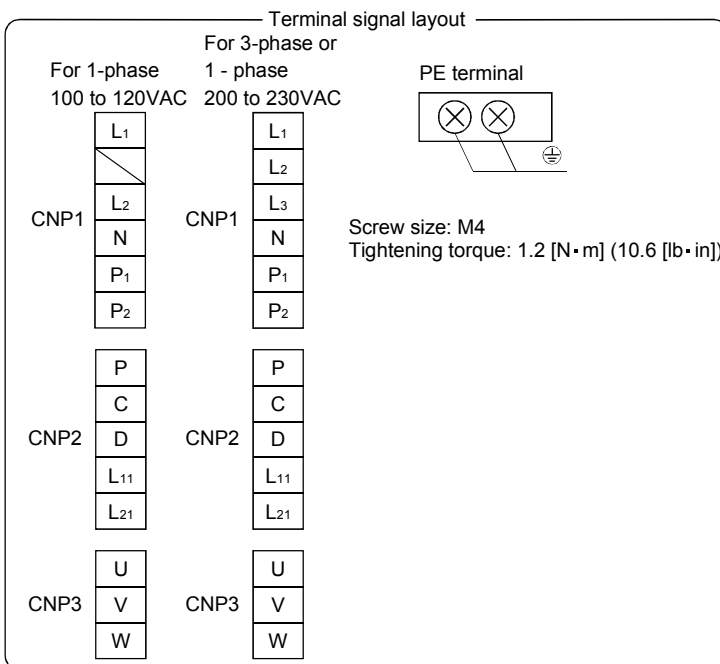 Terminal signal layout
For 1-phase
100 to 120VAC
For 3-phase or
1 - phase
200 to 230VAC
PE terminal
CNP1
L1
L2
N
P1
P2
CNP1
L1
L2
L3
N
P1
P2
Screw size: M4
Tightening torque: 1.2 [N▪m] (10.6 [lb▪in])
CNP2
P
C
D
L11
L21
CNP2
P
C
D
L11
L21
CNP3
U
V
W
CNP3
U
V
W